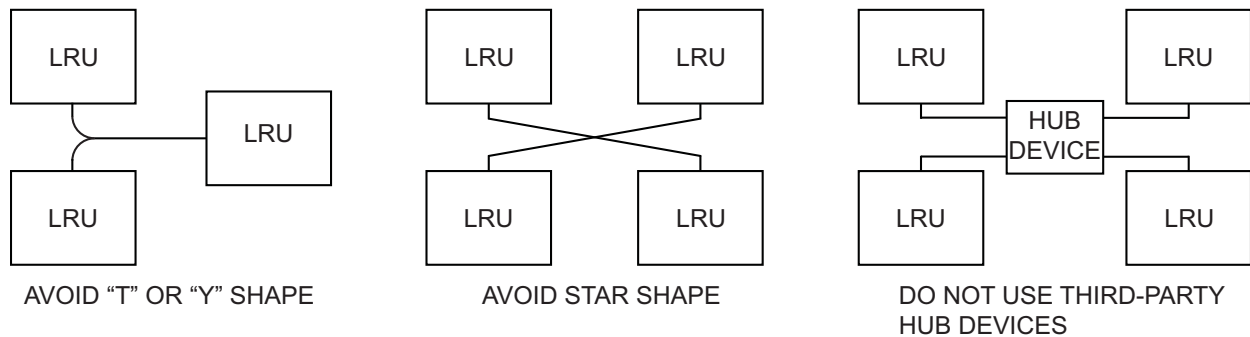 LRU
LRU
LRU
AVOID “T” OR “Y” SHAPE
LRU
LRU
LRU
LRU
AVOID STAR SHAPE
LRU
LRU
HUB
DEVICE
LRU
LRU
DO NOT USE THIRD-PARTY
HUB DEVICES